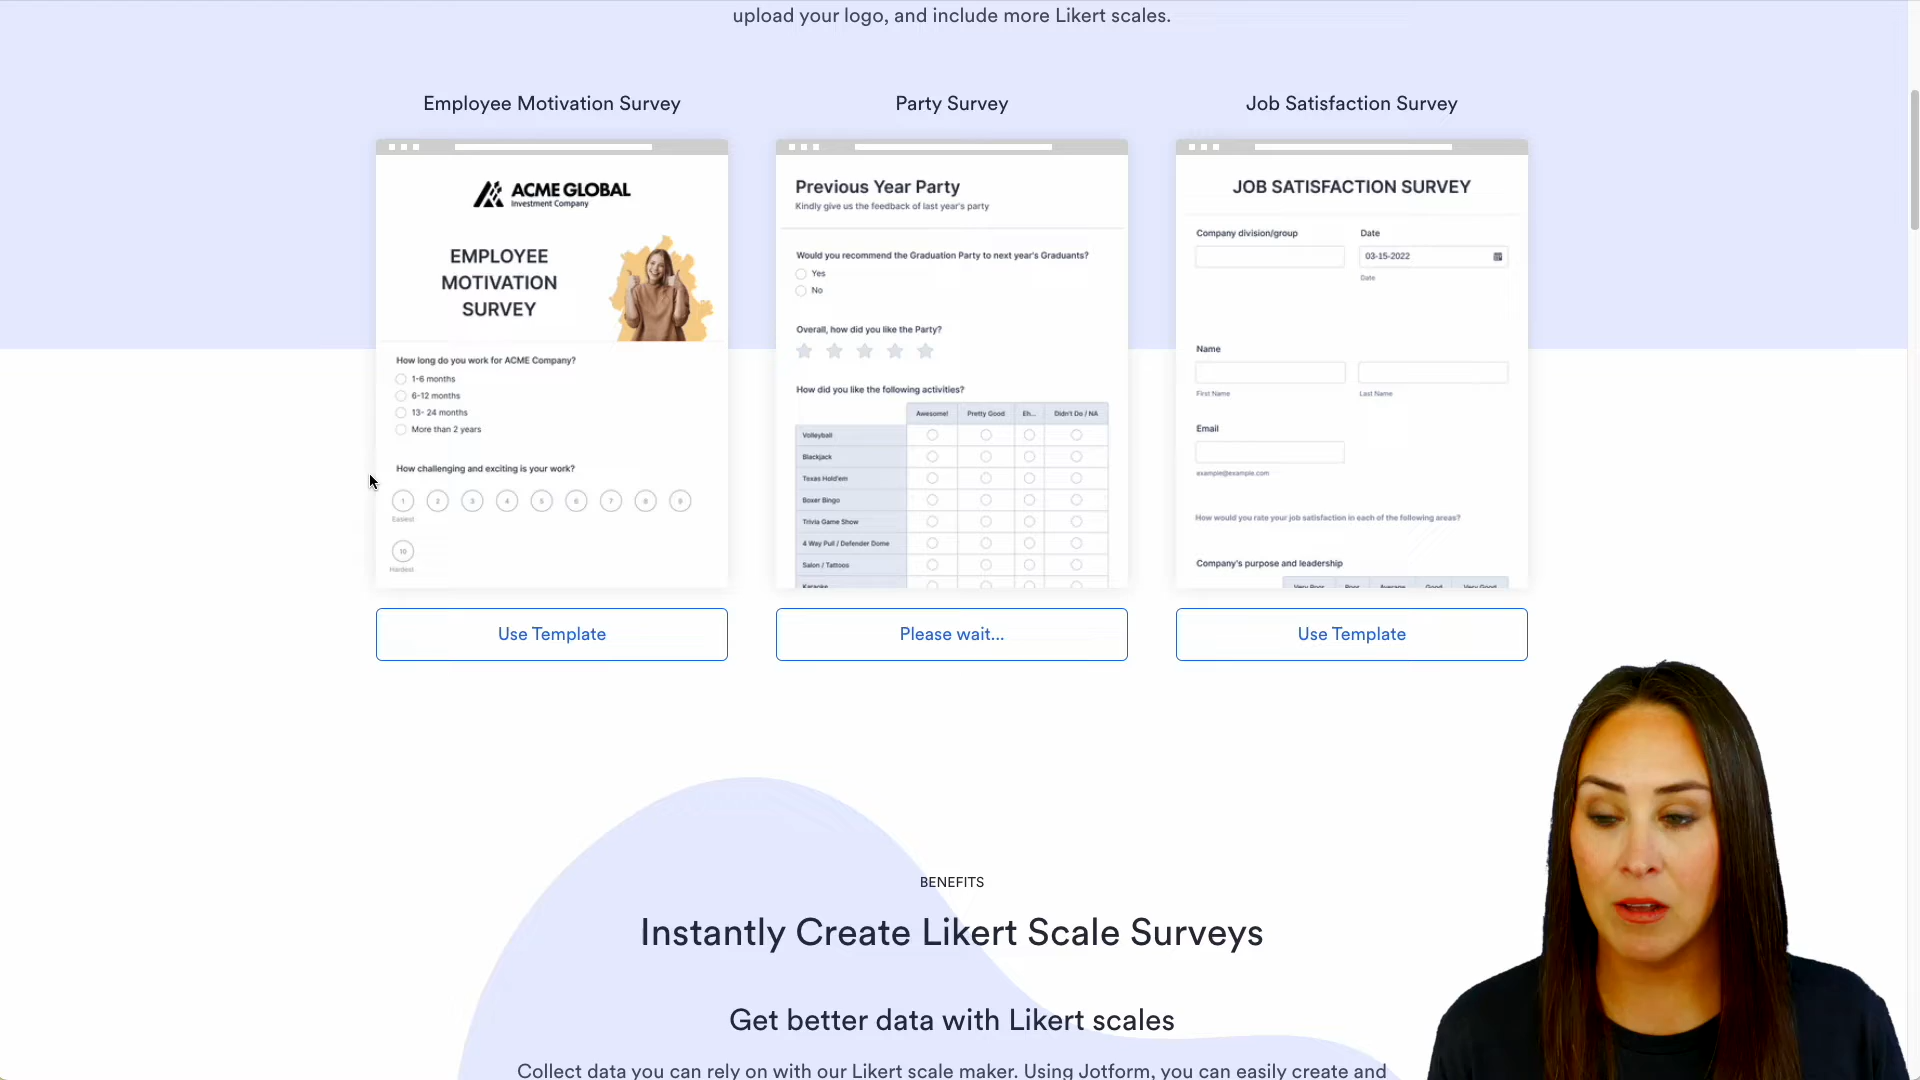 upload your logo, and include more Likert scales.
Employee Motivation Survey
Party Survey
Job Satisfaction Survey
ACME GLOBAL
Investment Company
EMPLOYEE
MOTIVATION
SURVEY
How long do you work for ACME Company?
1-6 months
6-12 months
13- 24 months
More than 2 years
How challenging and exciting is your work?
1 2 3 4 5 6 7 8 9
Easiest
10
Hardest
Previous Year Party
Kindly give us the feedback of last year's party
Would you recommend the Graduation Party to next year's Graduants?
Yes
No
Overall, how did you like the Party?
How did you like the following activities?
Awesome! Pretty Good Eh... Didn't Do / NA
Volleyball
Blackjack
Texas Hold'em
Boxer Bingo
Trivia Game Show
4 Way Pull / Defender Dome
Salon / Tattoos
Karaoke
JOB SATISFACTION SURVEY
Company division/group
Date
03-15-2022
Date
Name
First Name
Last Name
Email
example@example.com
How would you rate your job satisfaction in each of the following areas?
Company's purpose and leadership
Very Poor Poor Average Good Very Good
Use Template
Please wait...
Use Template
BENEFITS
Instantly Create Likert Scale Surveys
Get better data with Likert scales
Collect data you can rely on with our Likert scale maker. Using Jotform, you can easily create and